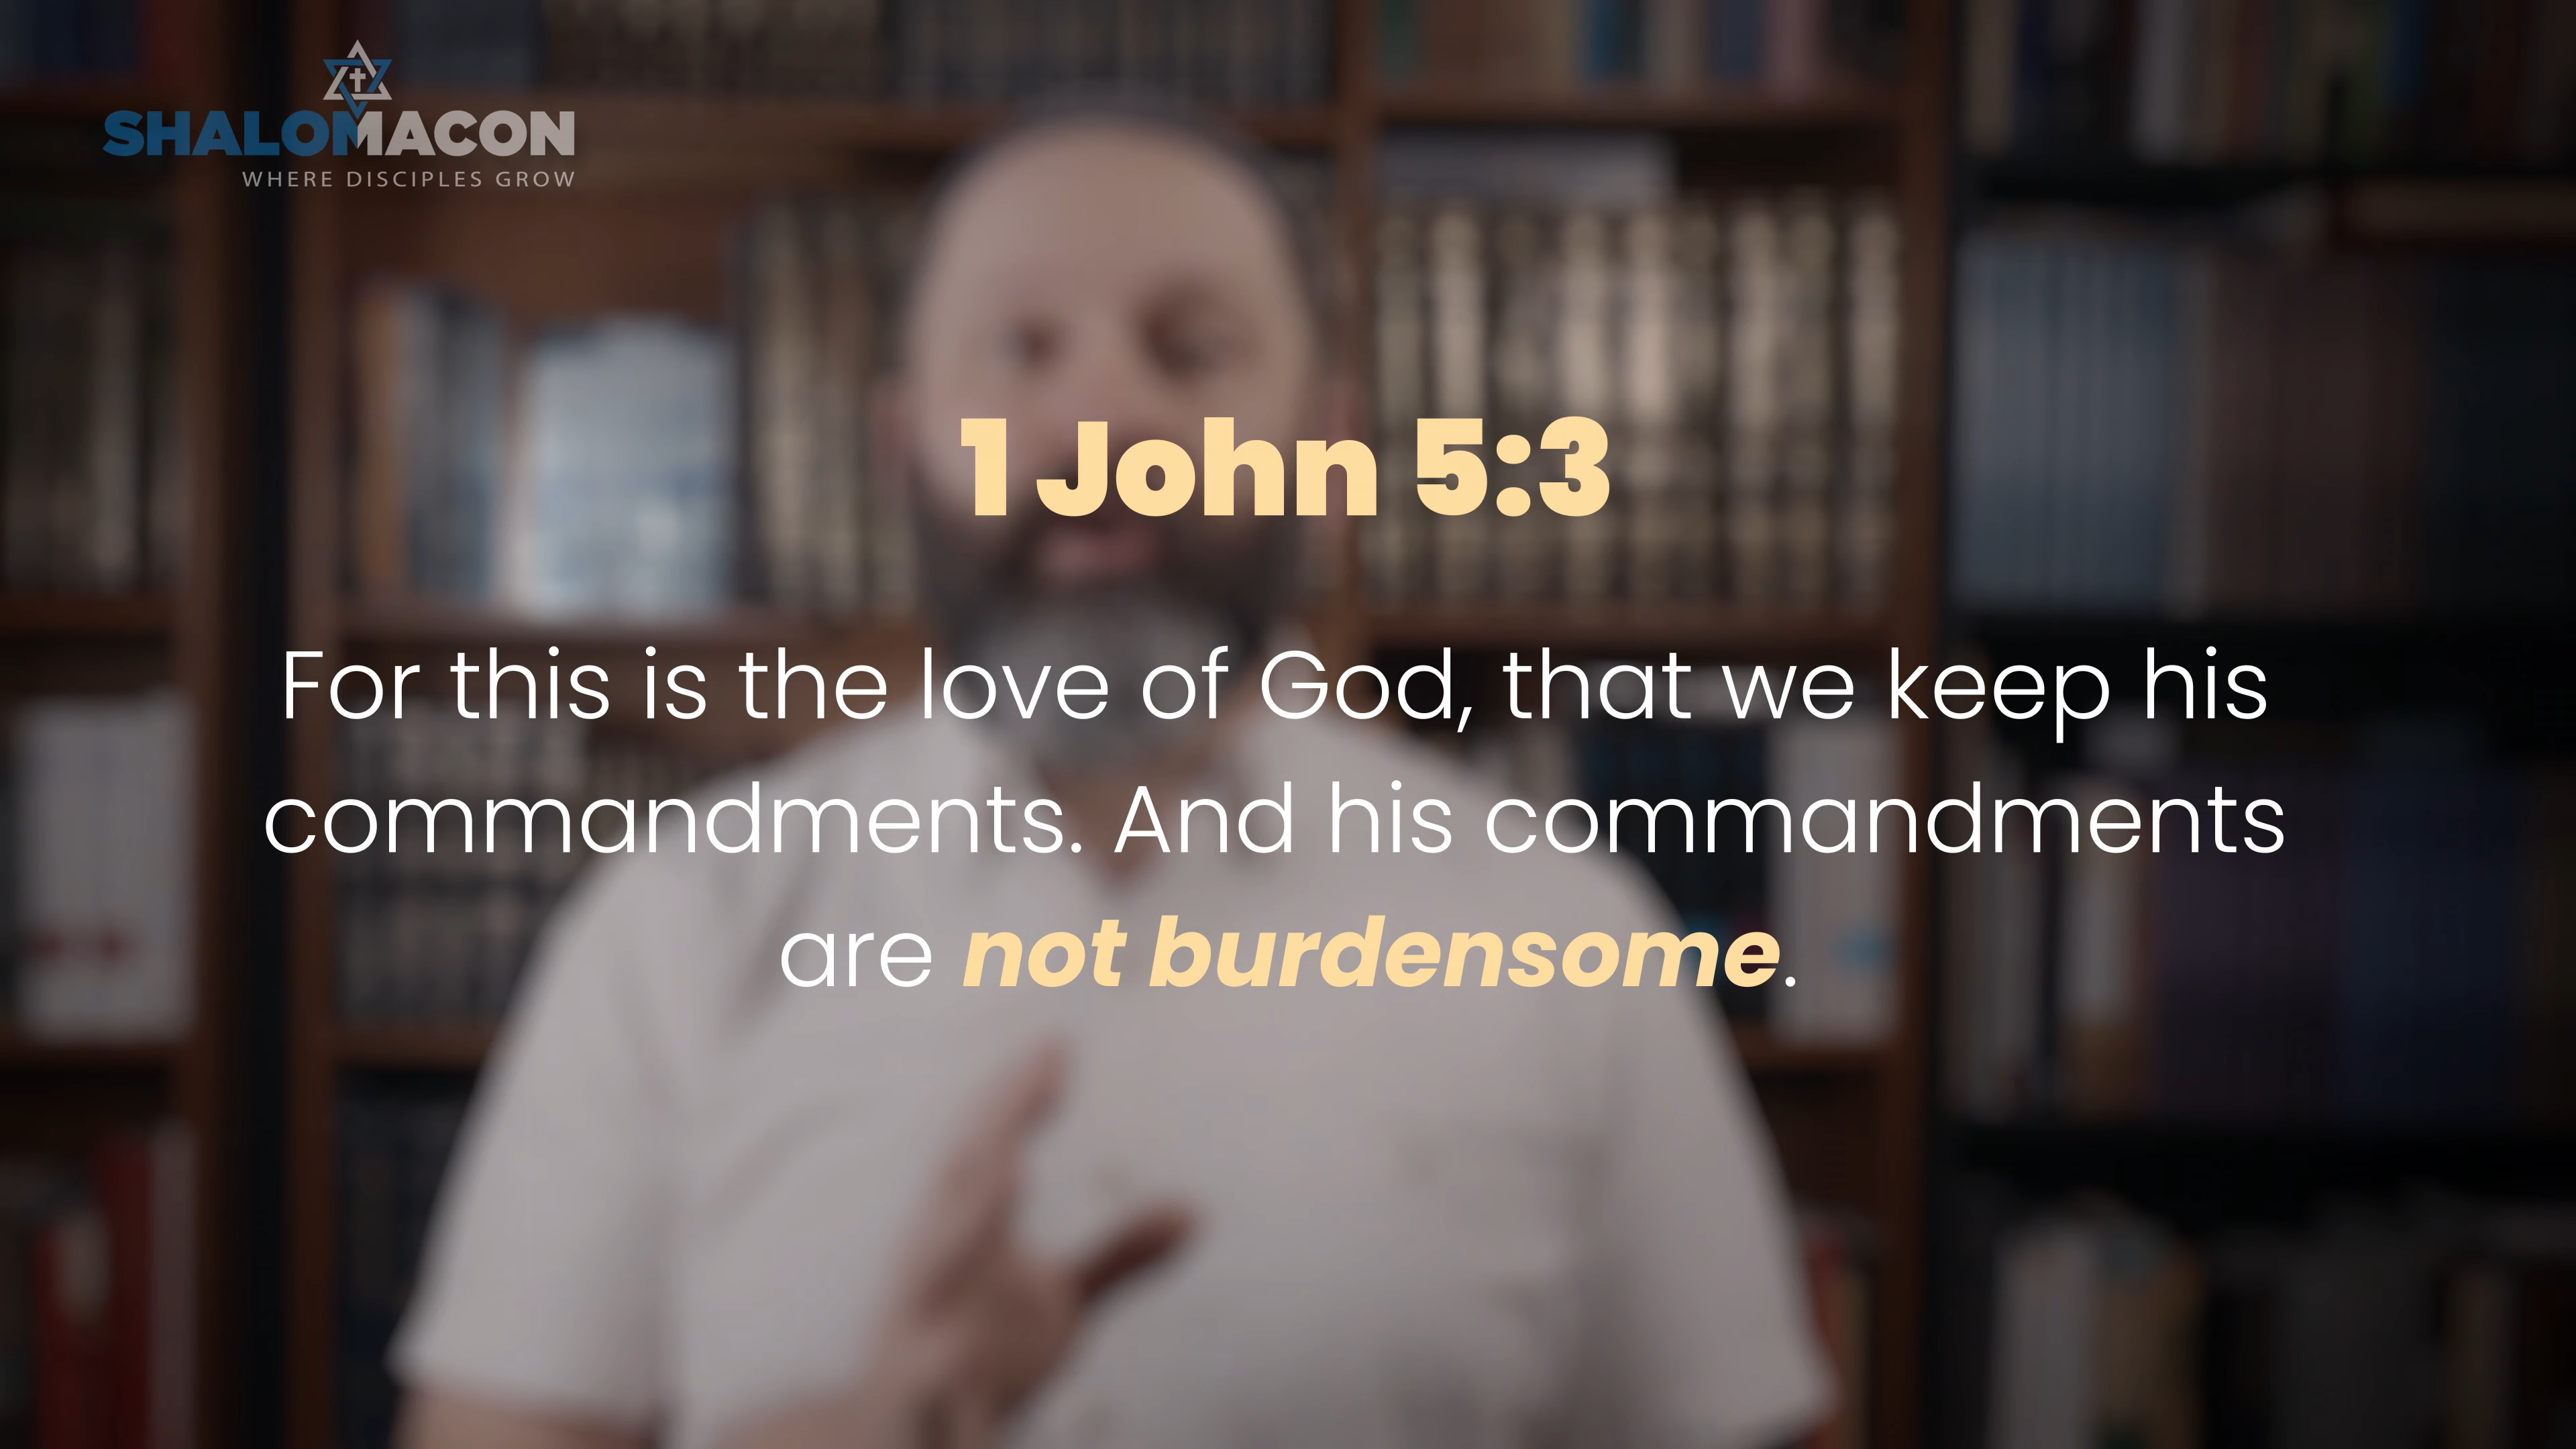 SHALOMMACON
WHERE DISCIPLES GROW
1 John 5:3
For this is the love of God, that we keep his
commandments. And his commandments
are not burdensome.